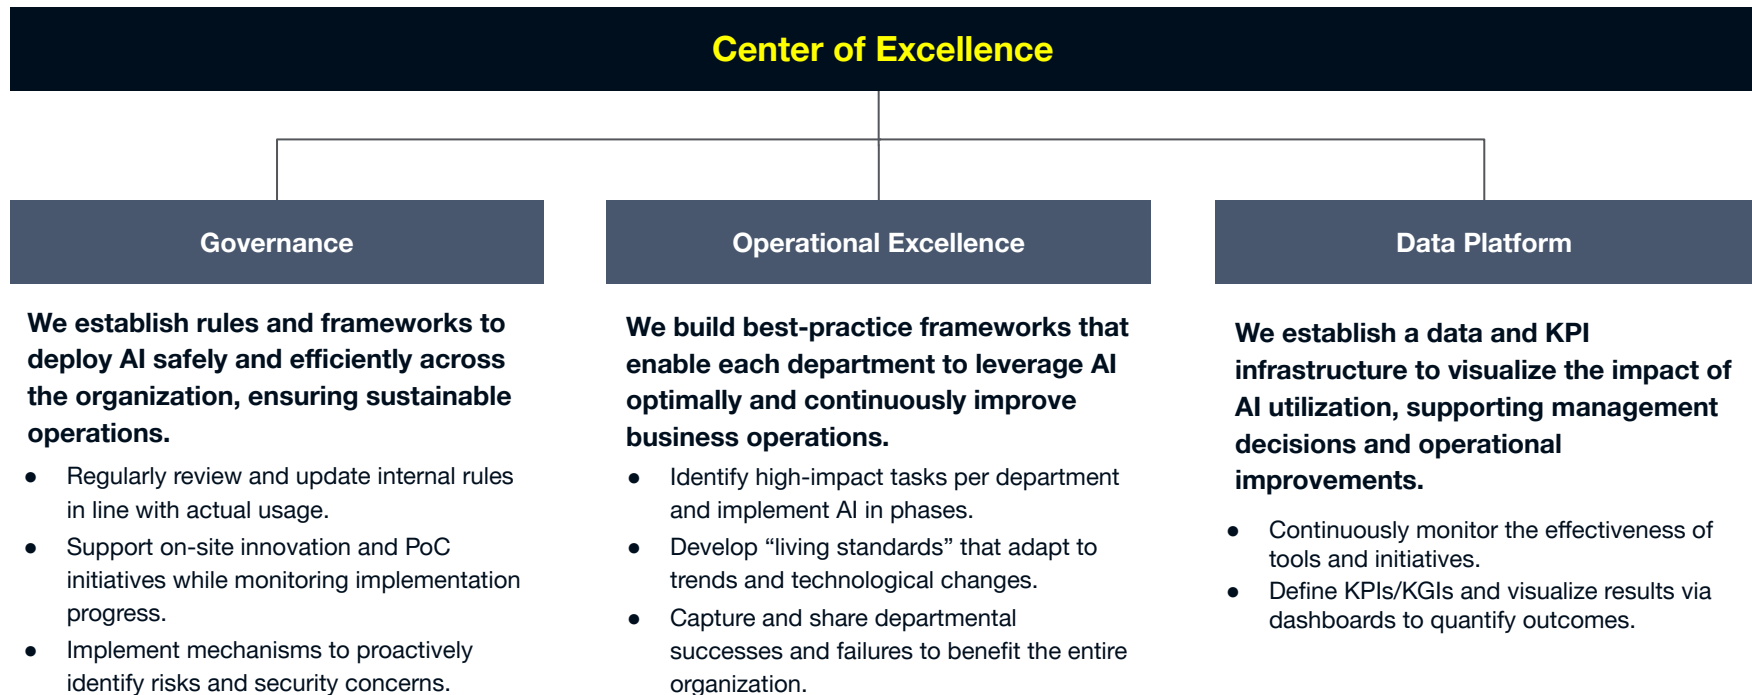 Center of Excellence
Governance
We establish rules and frameworks to
deploy AI safely and efficiently across
the organization, ensuring sustainable
operations.
● Regularly review and update internal rules
in line with actual usage.
● Support on-site innovation and PoC
initiatives while monitoring implementation
progress.
● Implement mechanisms to proactively
identify risks and security concerns.
Operational Excellence
We build best-practice frameworks that
enable each department to leverage AI
optimally and continuously improve
business operations.
● Identify high-impact tasks per department
and implement AI in phases.
● Develop “living standards” that adapt to
trends and technological changes.
● Capture and share departmental
successes and failures to benefit the entire
organization.
Data Platform
We establish a data and KPI
infrastructure to visualize the impact of
AI utilization, supporting management
decisions and operational
improvements.
● Continuously monitor the effectiveness of
tools and initiatives.
● Define KPIs/KGIs and visualize results via
dashboards to quantify outcomes.